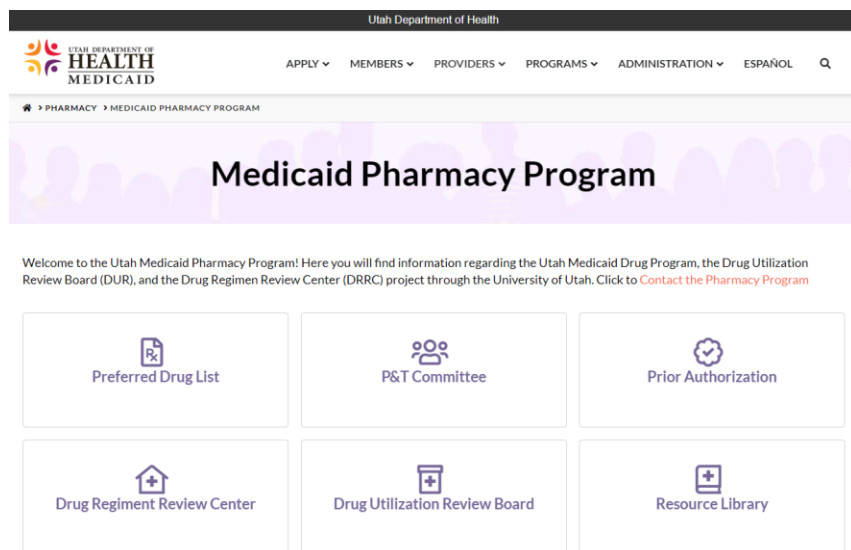 Utah Department of Health
UTAH DEPARTMENT OF
HEALTH
MEDICAID
APPLY MEMBERS PROVIDERS PROGRAMS ADMINISTRATION ESPAÑOL
> PHARMACY > MEDICAID PHARMACY PROGRAM
Medicaid Pharmacy Program
Welcome to the Utah Medicaid Pharmacy Program! Here you will find information regarding the Utah Medicaid Drug Program, the Drug Utilization
Review Board (DUR), and the Drug Regimen Review Center (DRRC) project through the University of Utah. Click to Contact the Pharmacy Program
Rx
Preferred Drug List
P&T Committee
Prior Authorization
Drug Regiment Review Center
Drug Utilization Review Board
Resource Library